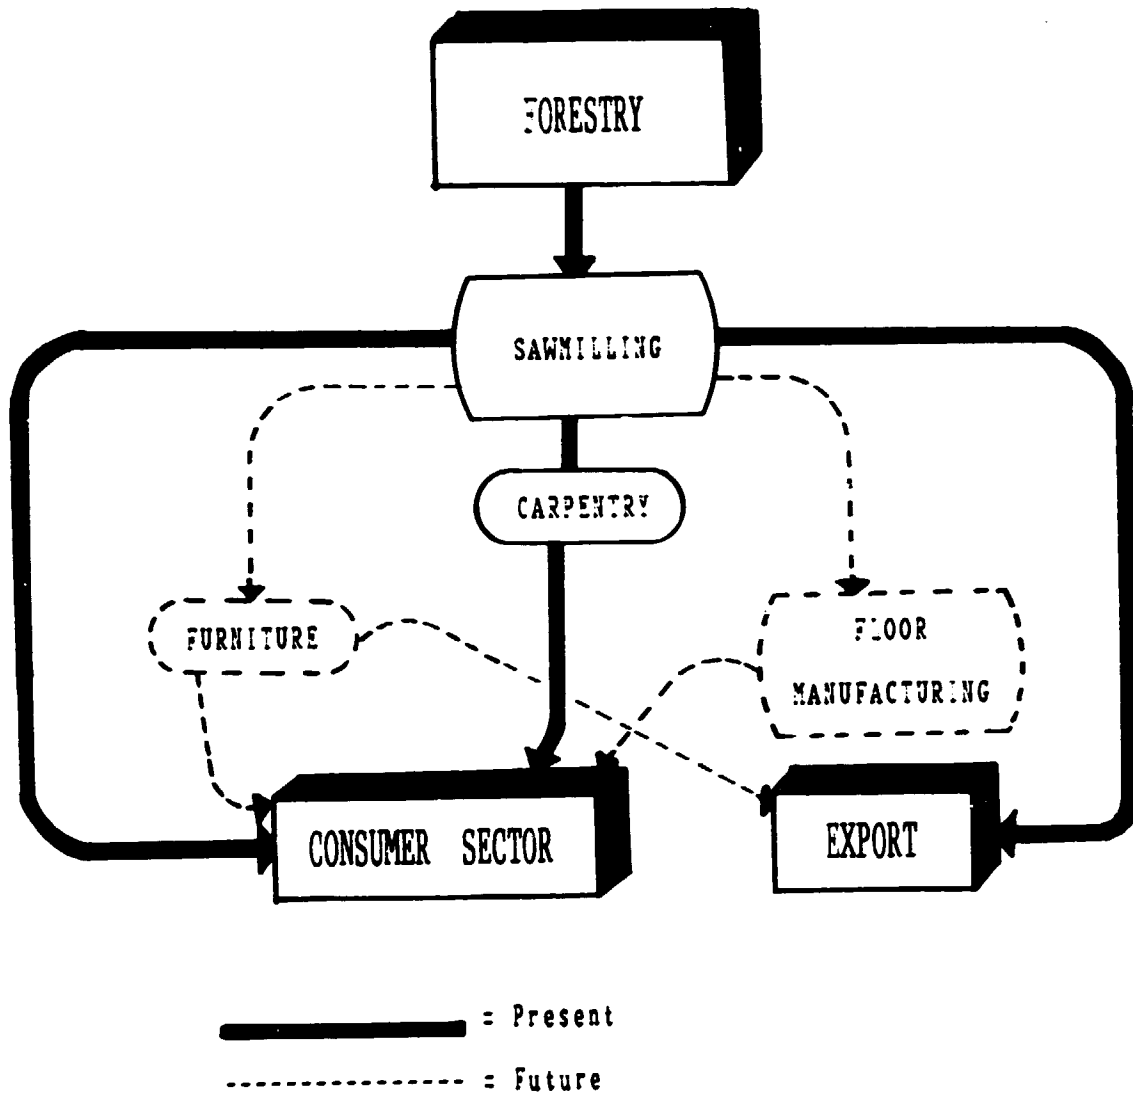 FORESTRY
SAWMILLING
CARPENTRY
FURNITURE
FLOOR
MANUFACTURING
CONSUMER SECTOR
EXPORT
= Present
= Future